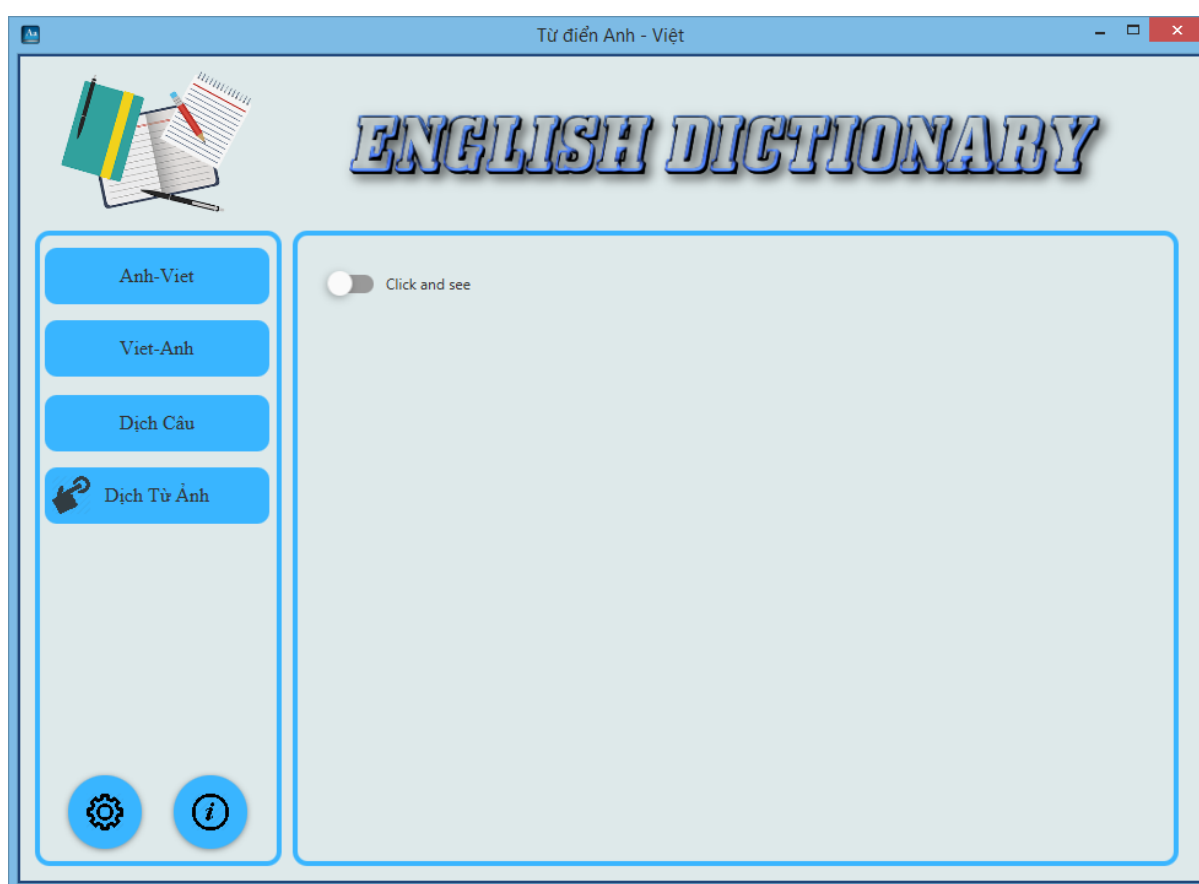 Từ điển Anh - Việt
ENGLISH DICTIONARY
Anh-Viet
Viet-Anh
Dịch Câu
Dịch Từ Ảnh
Click and see